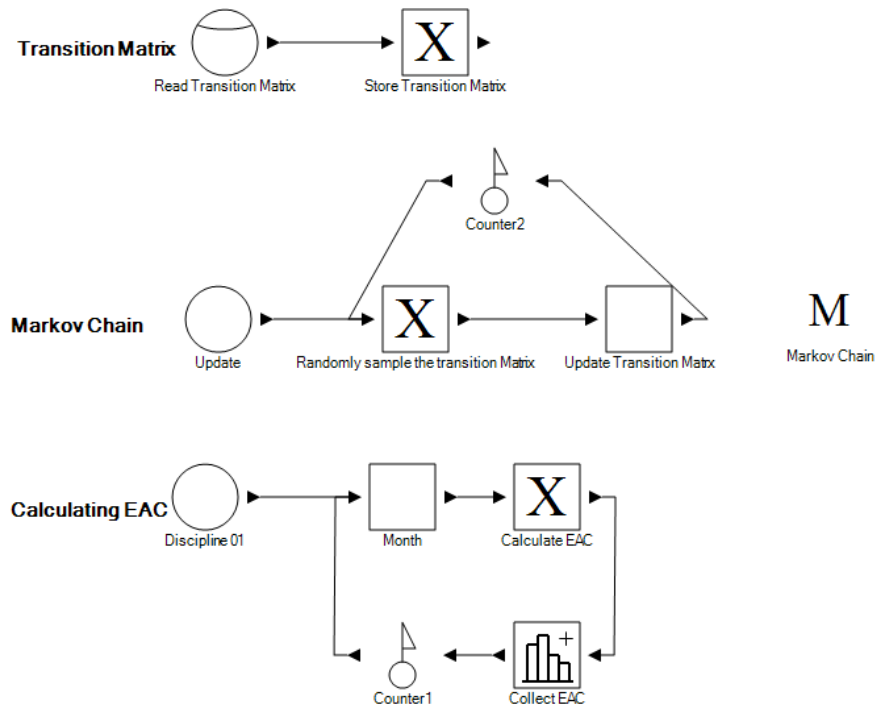 Transition Matrix
X
Read Transition Matrix
Store Transition Matrix
Counter2
Markov Chain
X
M
Update
Randomly sample the transition Matrix
Update Transition Matrx
Markov Chain
Calculating EAC
X
Discipline 01
Month
Calculate EAC
+
Counter1
Collect EAC